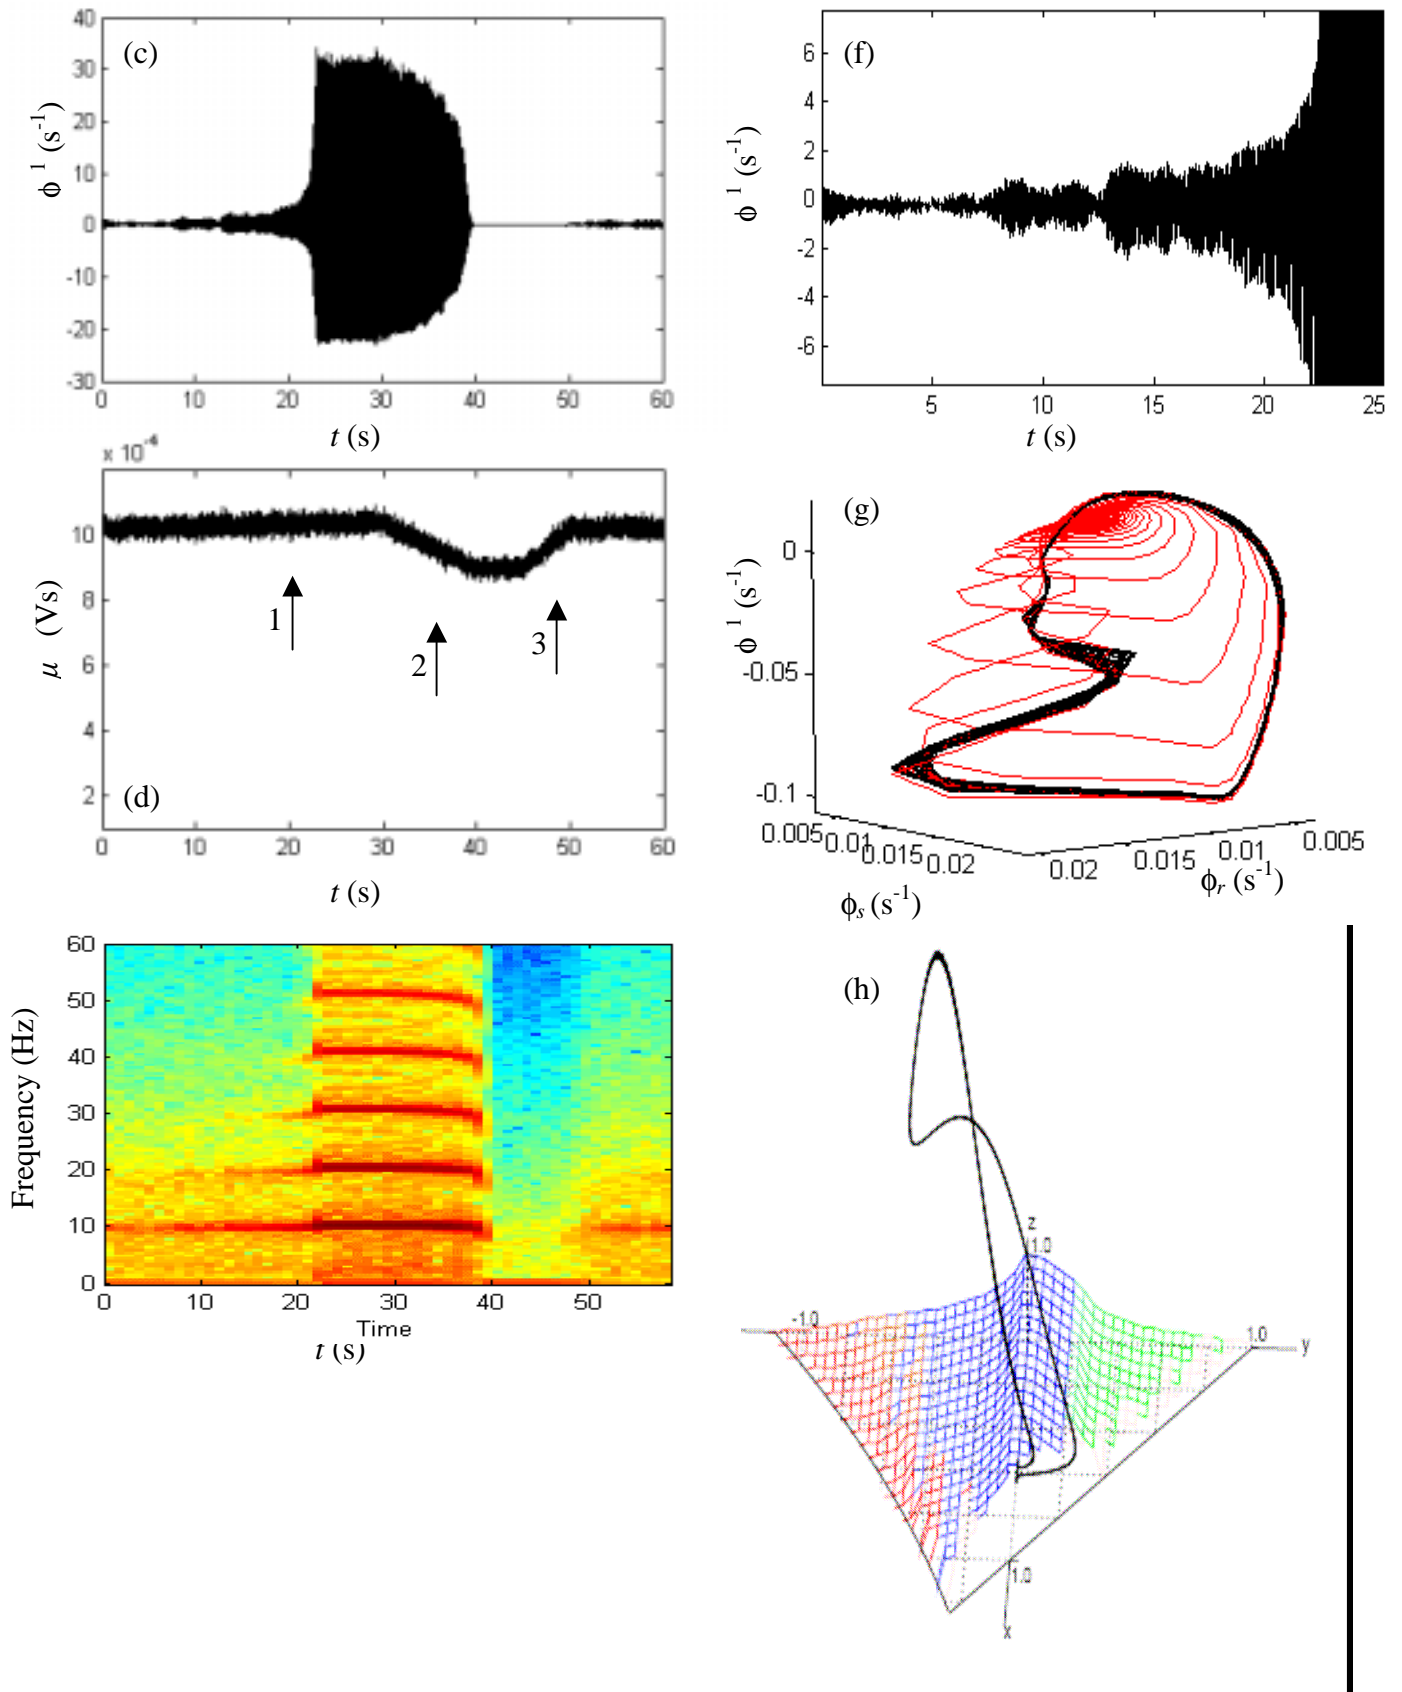 (c)
40
30
20
10
0
-10
-20
-30
ϕ ¹ (s⁻¹)
0 10 20 30 40 50 60
t (s)
(f)
6
4
2
0
-2
-4
-6
ϕ ¹ (s⁻¹)
5 10 15 20 25
t (s)
x 10⁻⁴
10
8
6
4
2
μ (Vs)
1
2
3
(d)
0 10 20 30 40 50 60
t (s)
(g)
0
-0.05
-0.1
ϕ ¹ (s⁻¹)
0.005 0.01 0.015 0.02
0.02 0.015 0.01 0.005
ϕs (s⁻¹)
ϕr (s⁻¹)
60
50
40
30
20
10
0
Frequency (Hz)
0 10 20 30 40 50
Time
t (s)
(h)
z
1.0
-1.0
1.0
y
1.0
x